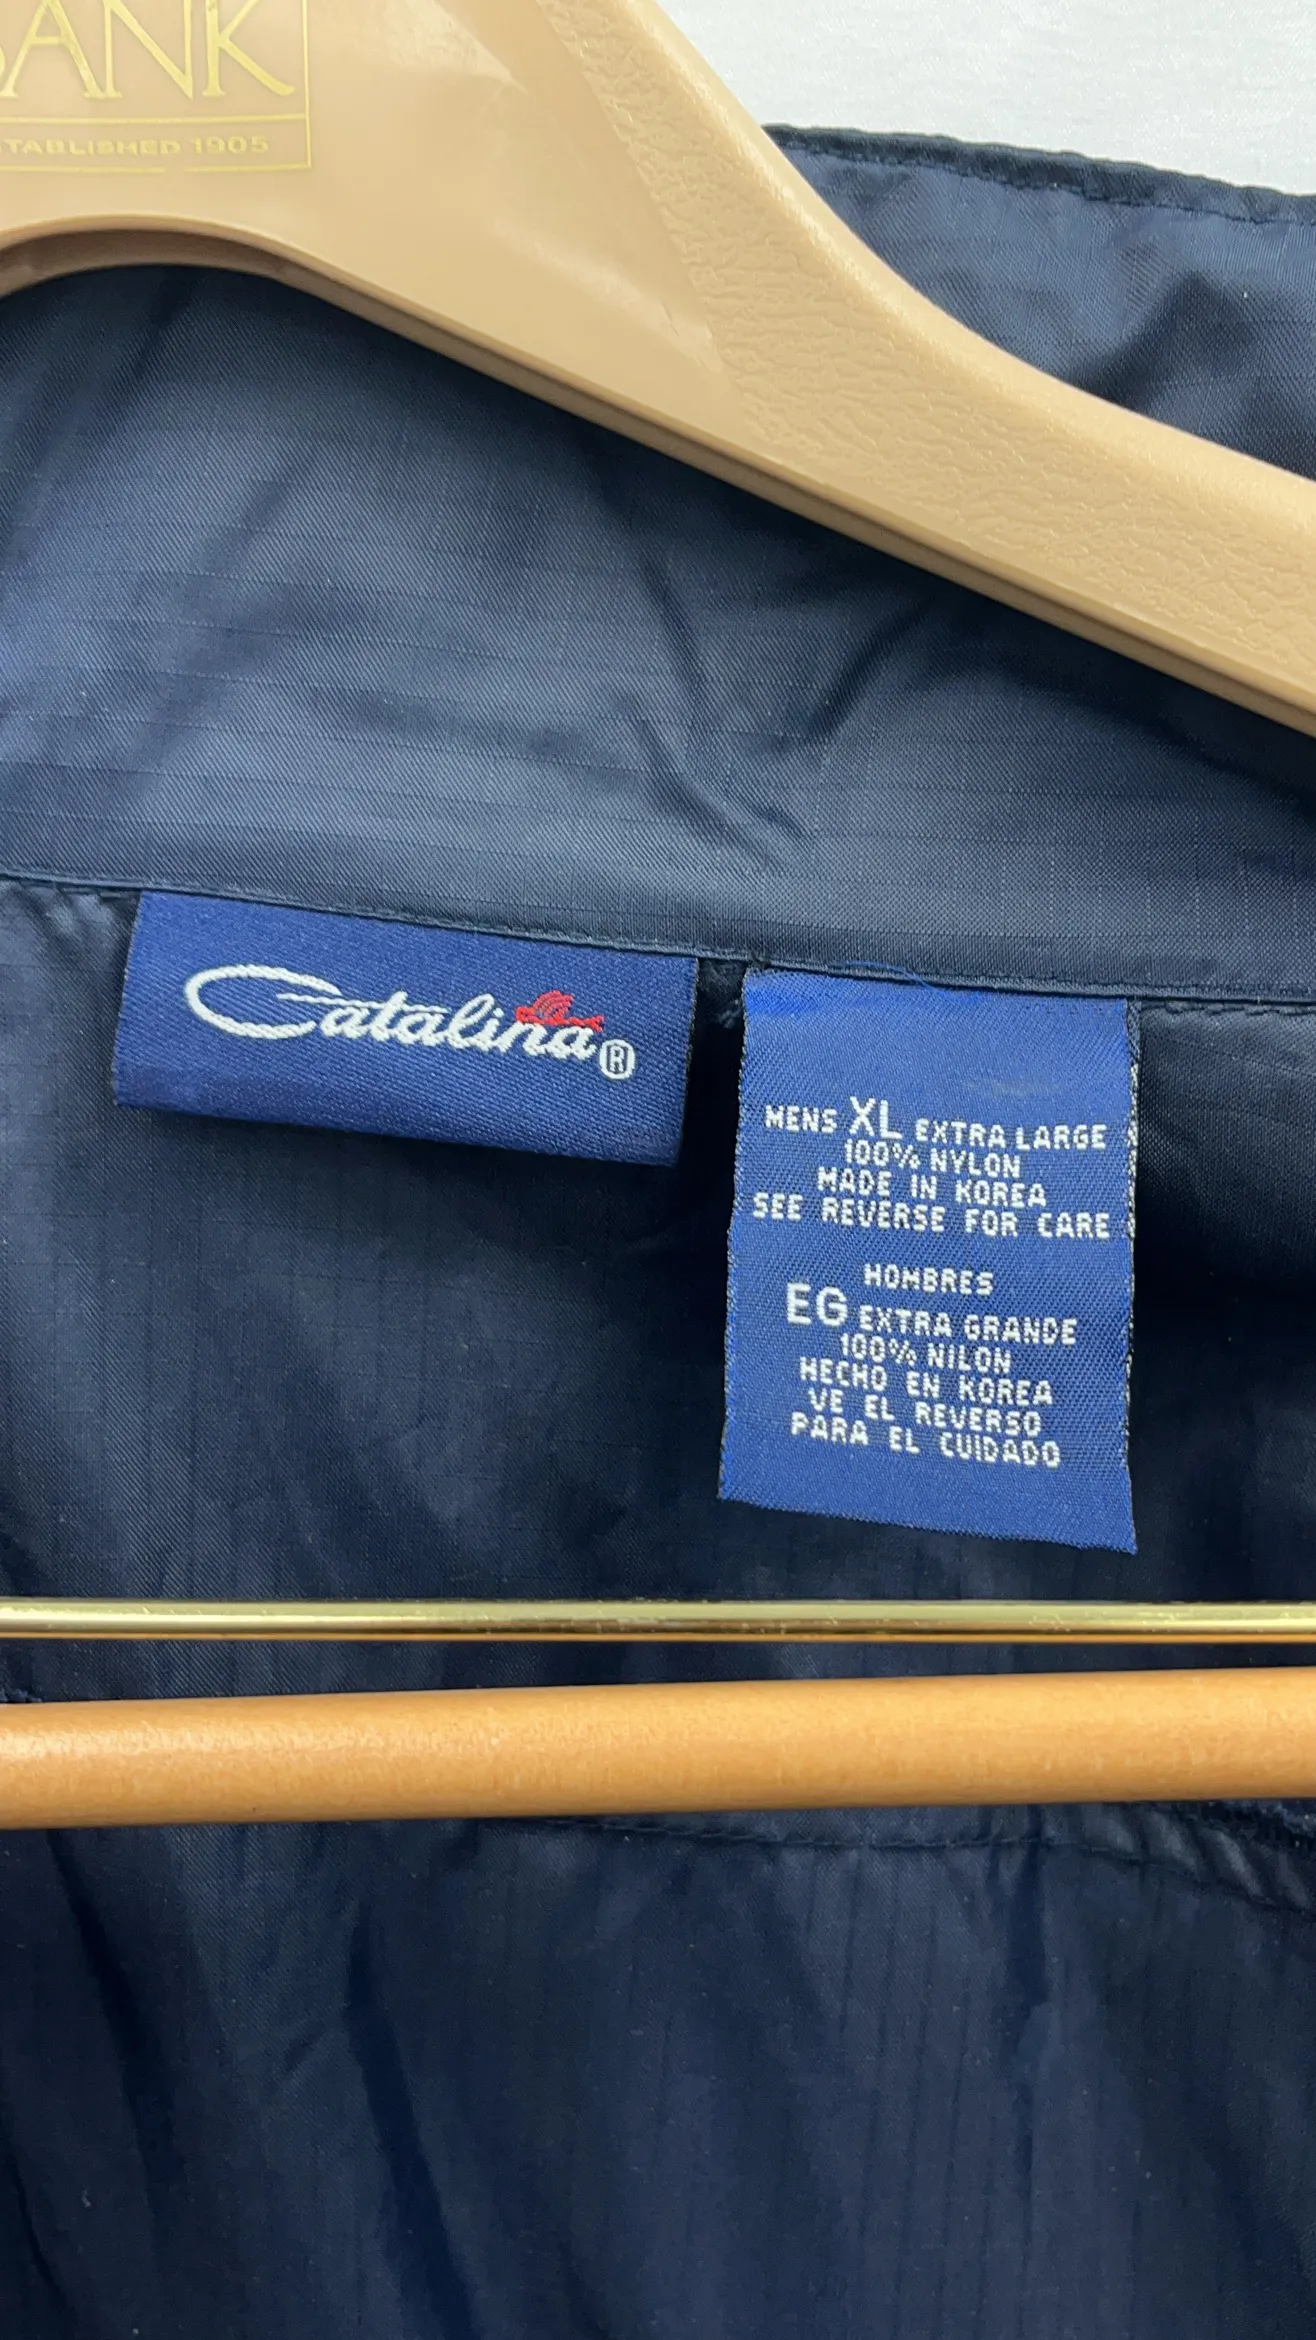 ESTABLISHED 1905
Catalina®
MENS XL EXTRA LARGE
100% NYLON
MADE IN KOREA
SEE REVERSE FOR CARE
HOMBRES
EG EXTRA GRANDE
100% NILON
HECHO EN KOREA
VE EL REVERSO
PARA EL CUIDADO